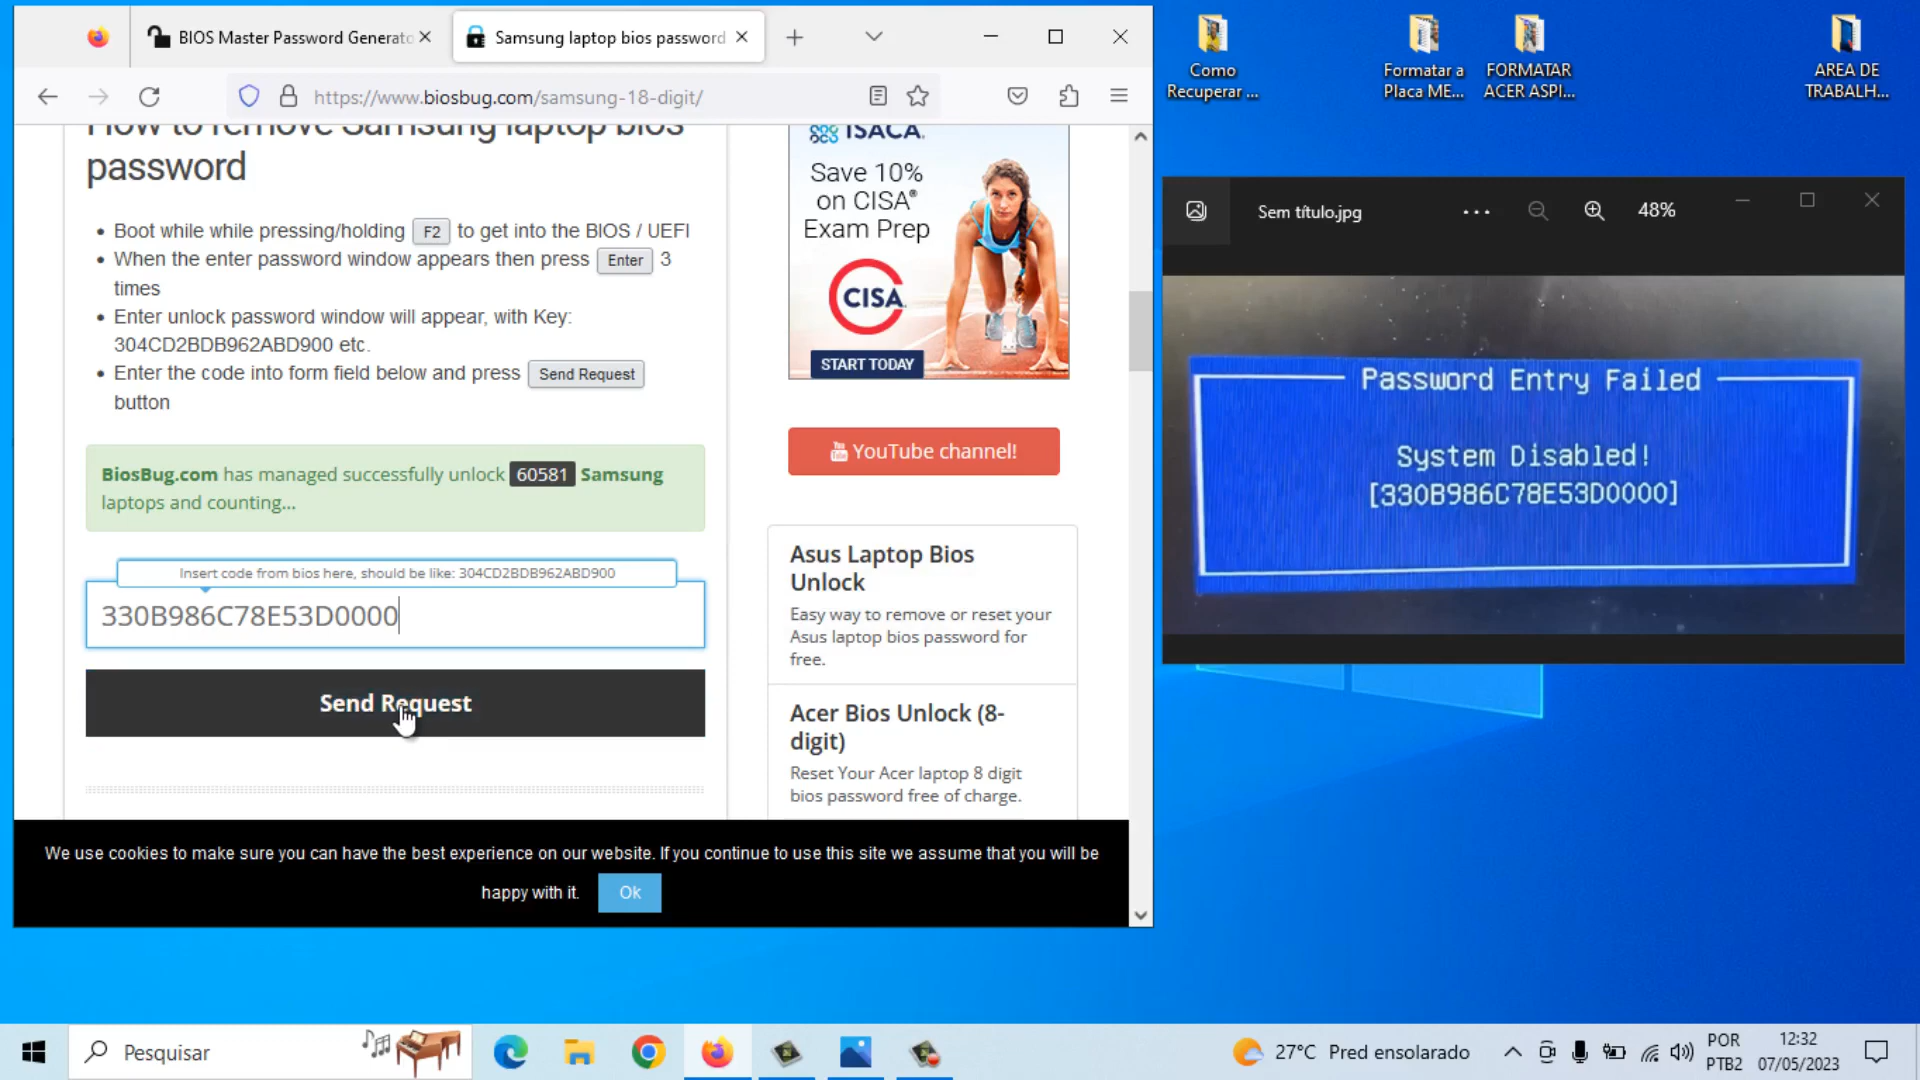 BIOS Master Password Generato
Samsung laptop bios password
https://www.biosbug.com/samsung-18-digit/
How to remove Samsung laptop bios
password
Boot while while pressing/holding F2 to get into the BIOS / UEFI
When the enter password window appears then press Enter 3
times
Enter unlock password window will appear, with Key:
304CD2BDB962ABD900 etc.
Enter the code into form field below and press Send Request
button
BiosBug.com has managed successfully unlock 60581 Samsung
laptops and counting...
Insert code from bios here, should be like: 304CD2BDB962ABD900
330B986C78E53D0000
Send Request
ISACA.
Save 10%
on CISA®
Exam Prep
CISA
START TODAY
You Tube YouTube channel!
Asus Laptop Bios
Unlock
Easy way to remove or reset your
Asus laptop bios password for
free.
Acer Bios Unlock (8-
digit)
Reset Your Acer laptop 8 digit
bios password free of charge.
We use cookies to make sure you can have the best experience on our website. If you continue to use this site we assume that you will be
happy with it. Ok
Como
Recuperar ...
Formatar a
Placa ME...
FORMATAR
ACER ASPI...
AREA DE
TRABALH...
Sem título.jpg
48%
Password Entry Failed
System Disabled!
[330B986C78E53D0000]
Pesquisar
27°C Pred ensolarado
POR
PTB2
12:32
07/05/2023